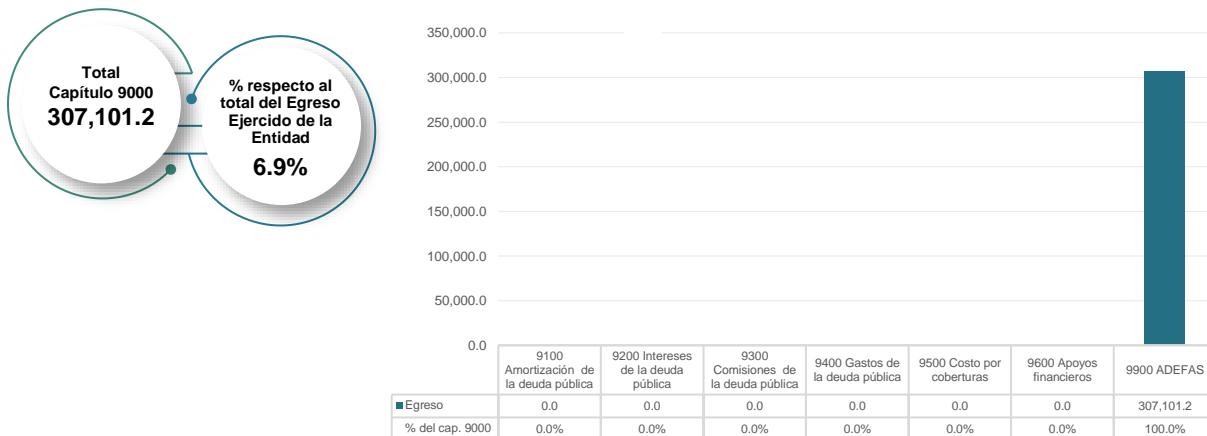 Total
Capítulo 9000
307,101.2
% respecto al
total del Egreso
Ejercido de la
Entidad
6.9%
350,000.0
300,000.0
250,000.0
200,000.0
150,000.0
100,000.0
50,000.0
0.0
9100
Amortización de
la deuda pública
9200 Intereses
de la deuda
pública
9300
Comisiones de
la deuda pública
9400 Gastos de
la deuda pública
9500 Costo por
coberturas
9600 Apoyos
financieros
9900 ADEFAS
Egreso 0.0 0.0 0.0 0.0 0.0 0.0 307,101.2
% del cap. 9000 0.0% 0.0% 0.0% 0.0% 0.0% 0.0% 100.0%